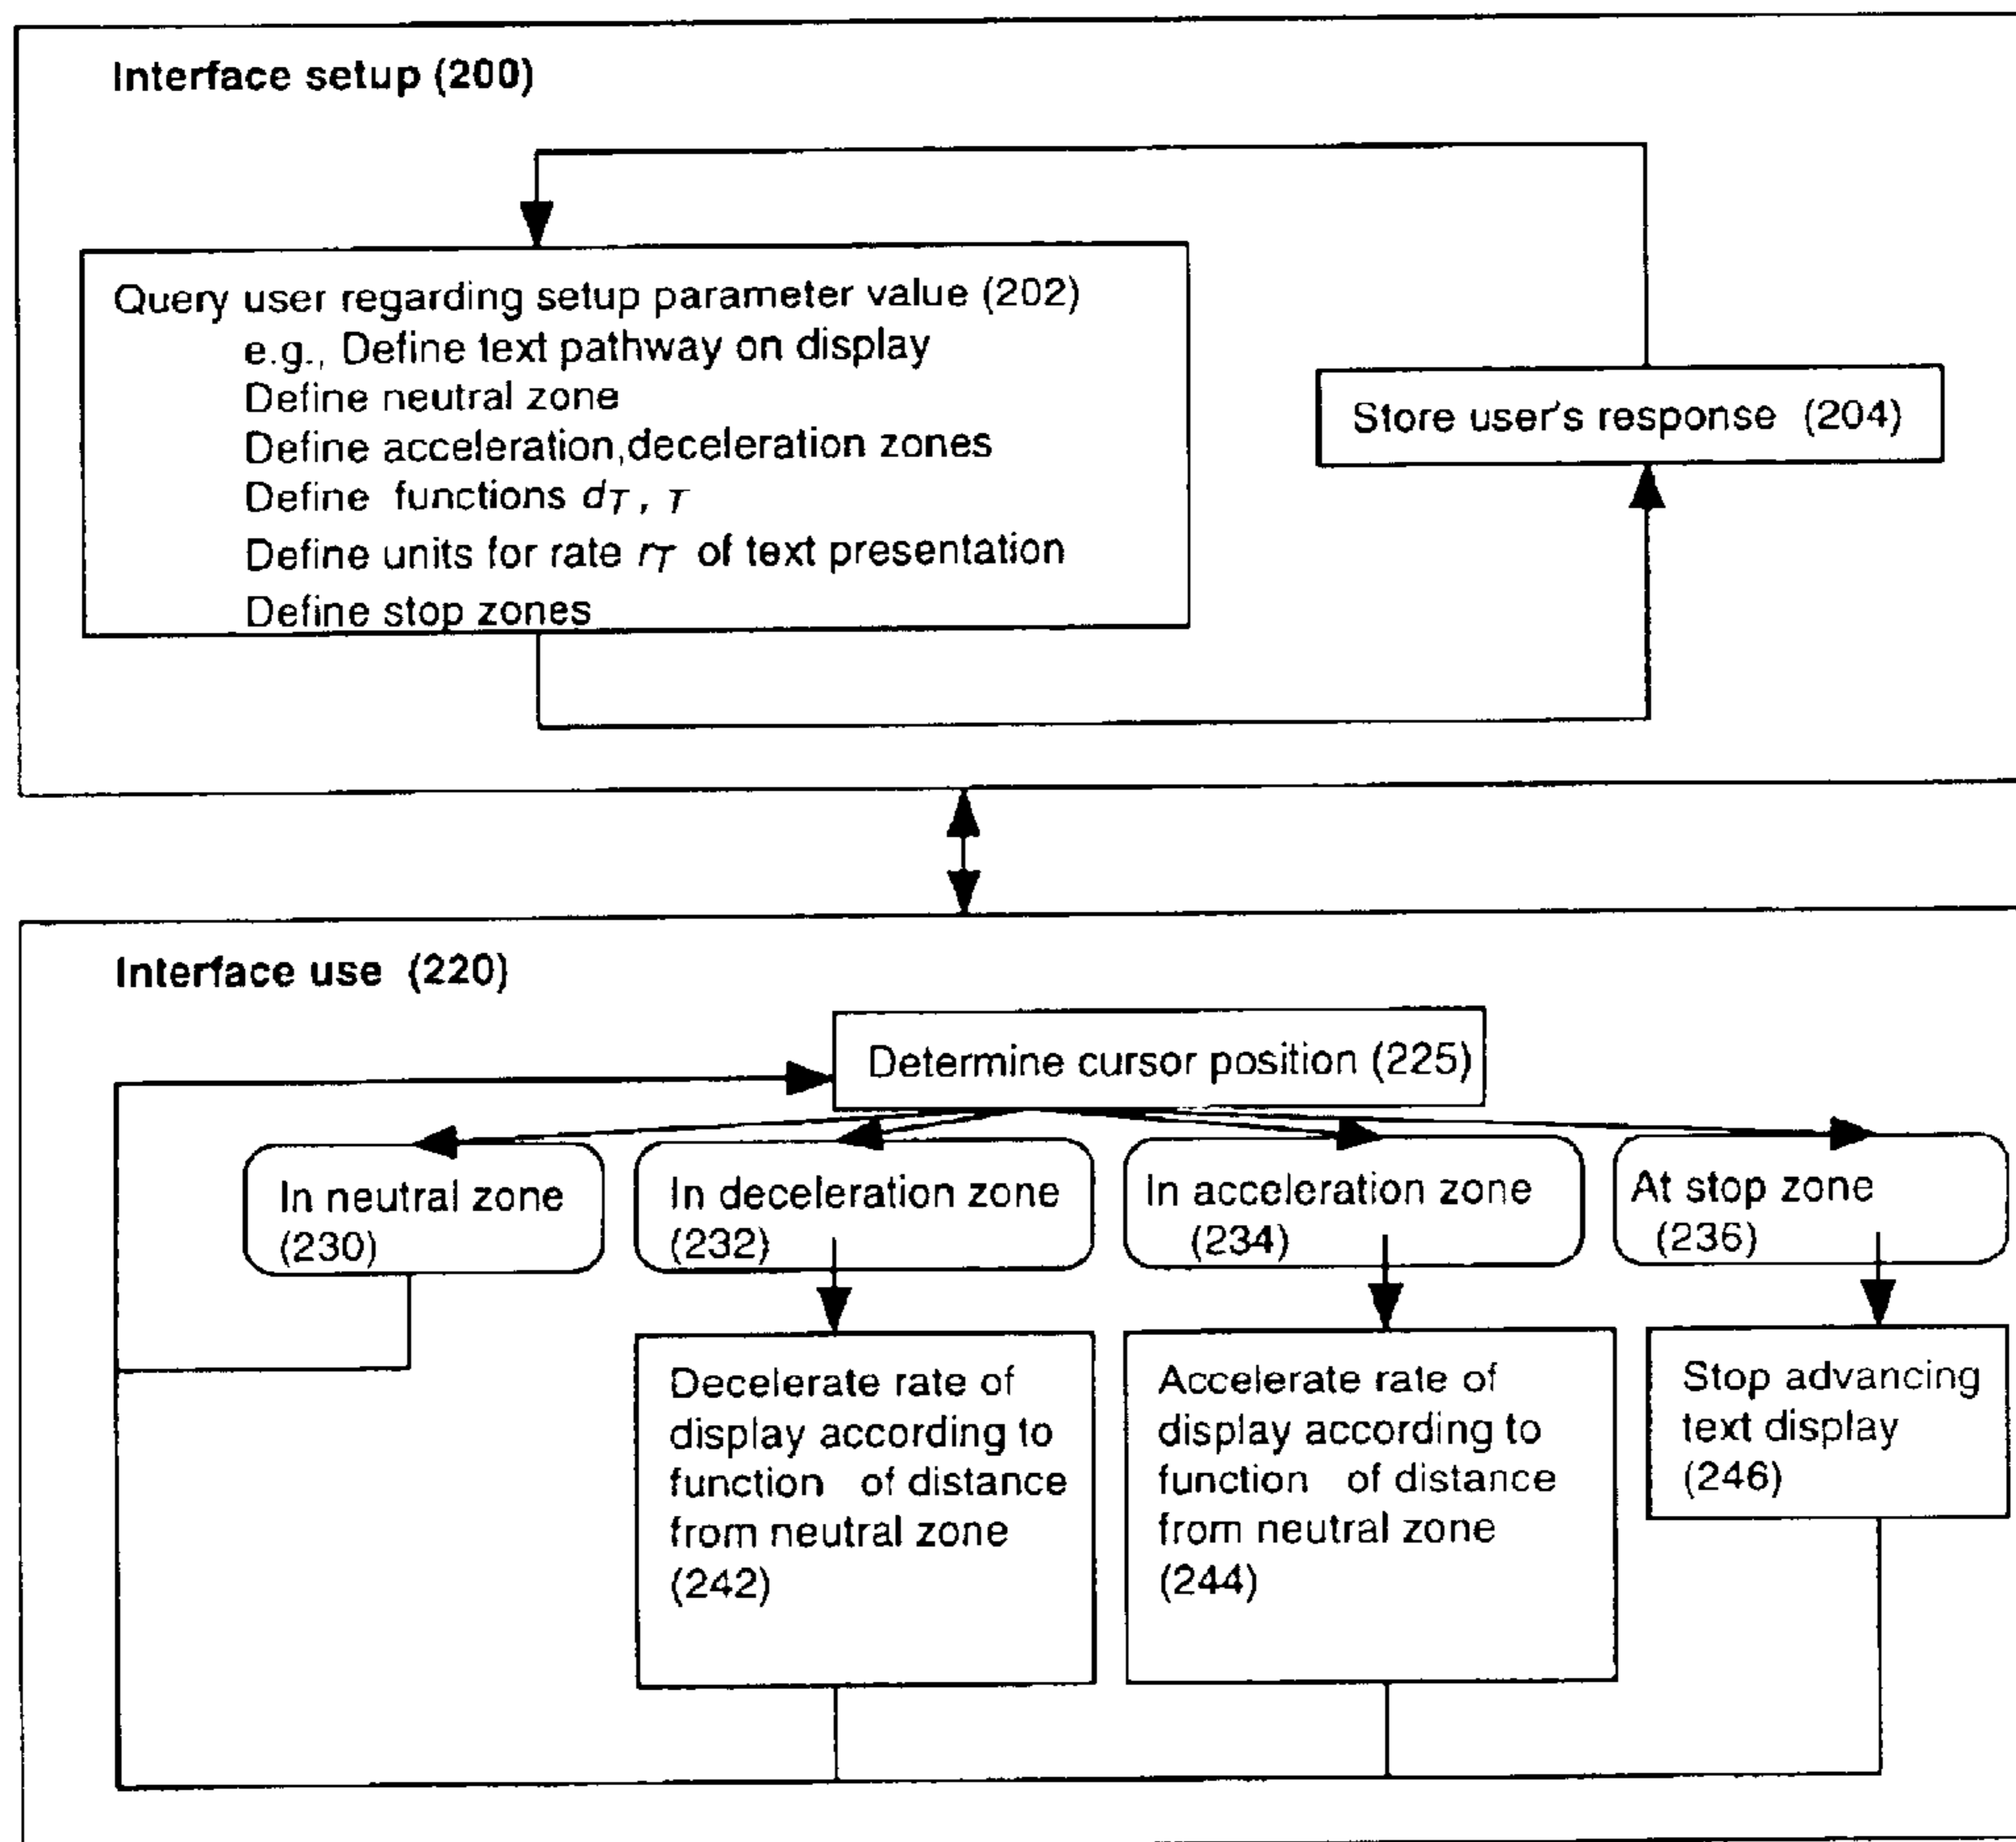 Interface setup (200)
Query user regarding setup parameter value (202)
e.g., Define text pathway on display
Define neutral zone
Define acceleration,deceleration zones
Define functions dT, T
Define units for rate rT of text presentation
Define stop zones
Store user's response (204)
Interface use (220)
Determine cursor position (225)
In neutral zone
(230)
In deceleration zone
(232)
In acceleration zone
(234)
At stop zone
(236)
Decelerate rate of
display according to
function of distance
from neutral zone
(242)
Accelerate rate of
display according to
function of distance
from neutral zone
(244)
Stop advancing
text display
(246)